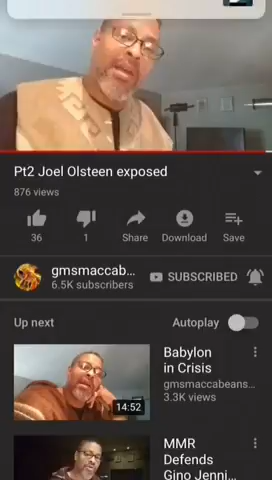 Pt2 Joel Olsteen exposed
876 views
36
1
Share
Download
Save
gmsmaccab...
SUBSCRIBED
6.5K subscribers
Up next
Autoplay
Babylon
in Crisis
gmsmaccabeans...
3.3K views
14:52
MMR
Defends
Gino Jenni...